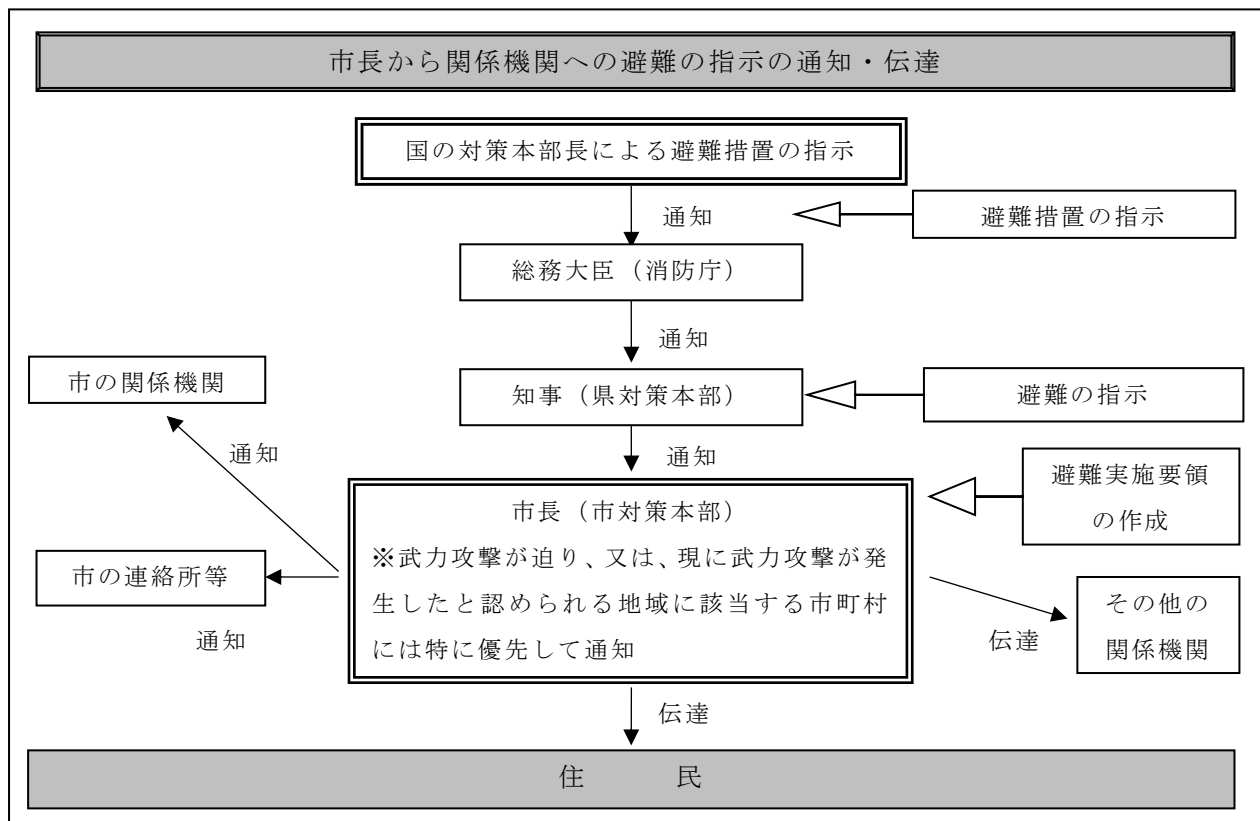 市長から関係機関への避難の指示の通知・伝達
国の対策本部長による避難措置の指示
通知
避難措置の指示
総務大臣（消防庁）
通知
市の関係機関
知事（県対策本部）
避難の指示
通知
通知
市長（市対策本部）
※武力攻撃が迫り、又は、現に武力攻撃が発
生したと認められる地域に該当する市町村
には特に優先して通知
避難実施要領
の作成
市の連絡所等
通知
その他の
関係機関
伝達
伝達
住　　民